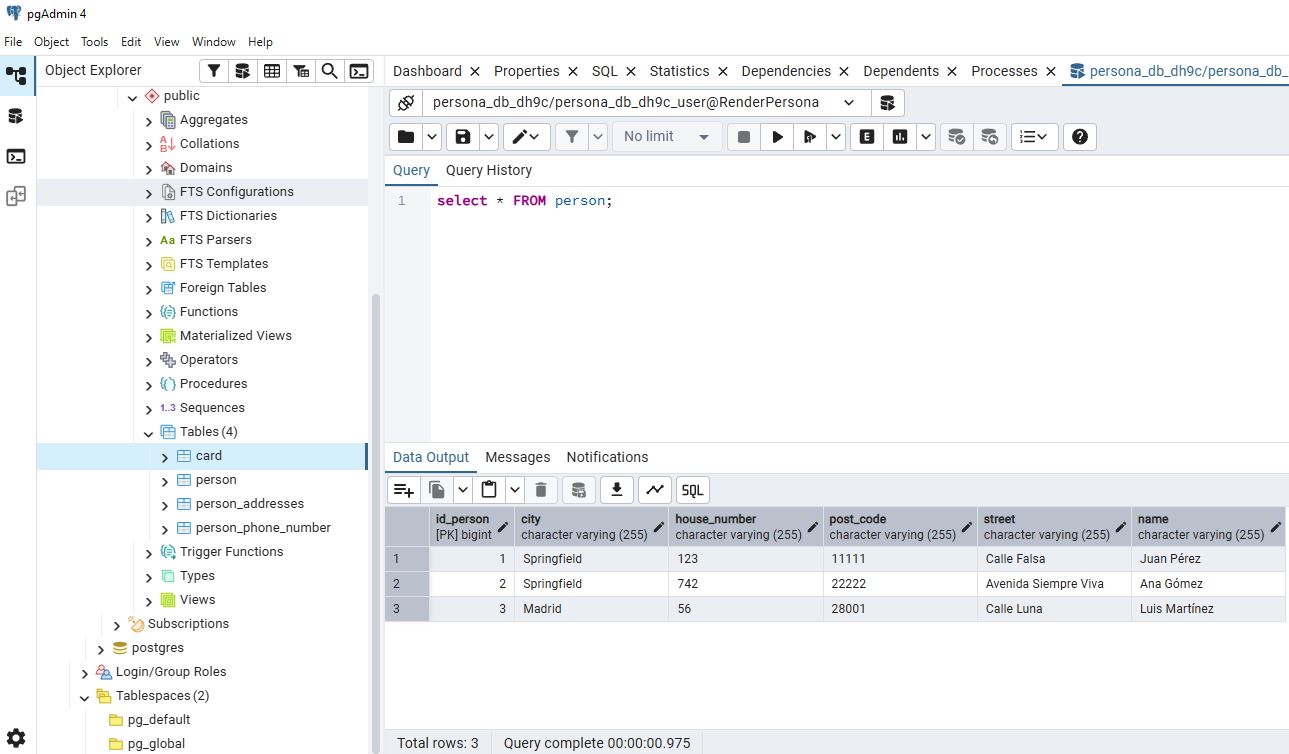 pgAdmin 4
File Object Tools Edit View Window Help
Object Explorer
public
Aggregates
Collations
Domains
FTS Configurations
FTS Dictionaries
Aa FTS Parsers
FTS Templates
Foreign Tables
Functions
Materialized Views
Operators
Procedures
1..3 Sequences
Tables (4)
card
person
person_addresses
person_phone_number
Trigger Functions
Types
Views
Subscriptions
postgres
Login/Group Roles
Tablespaces (2)
pg_default
pg_global
Dashboard Properties SQL Statistics Dependencies Dependents Processes persona_db_dh9c/persona_db_
persona_db_dh9c/persona_db_dh9c_user@RenderPersona
No limit E
Query Query History
1 select * FROM person;
Data Output Messages Notifications
SQL
id_person city house_number post_code street name
[PK] bigint character varying (255) character varying (255) character varying (255) character varying (255) character varying (255)
1 1 Springfield 123 11111 Calle Falsa Juan Pérez
2 2 Springfield 742 22222 Avenida Siempre Viva Ana Gómez
3 3 Madrid 56 28001 Calle Luna Luis Martínez
Total rows: 3 Query complete 00:00:00.975